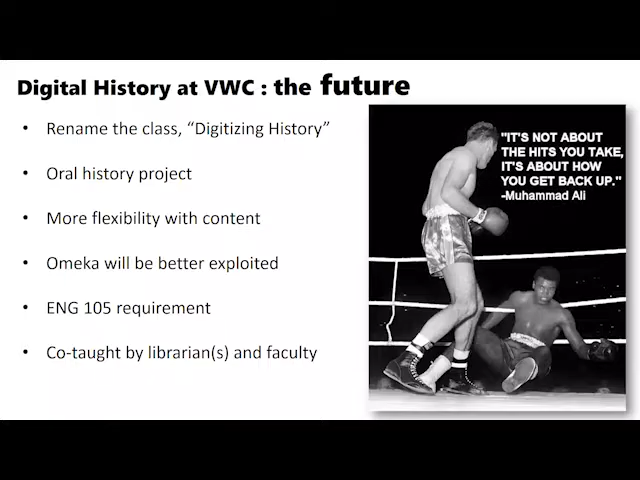 Digital History at VWC : the future
• Rename the class, “Digitizing History”
• Oral history project
• More flexibility with content
• Omeka will be better exploited
• ENG 105 requirement
• Co-taught by librarian(s) and faculty
"IT'S NOT ABOUT
THE HITS YOU TAKE,
IT'S ABOUT HOW
YOU GET BACK UP."
-Muhammad Ali